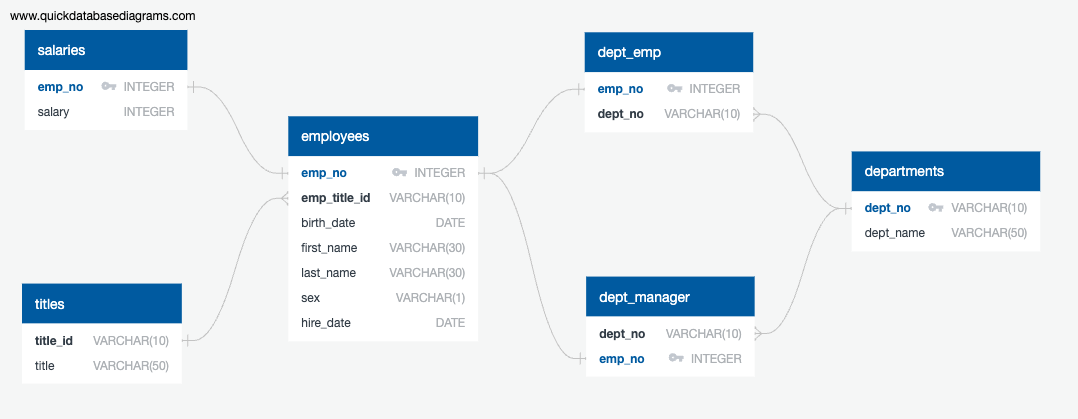 www.quickdatabasediagrams.com
salaries
emp_no INTEGER
salary INTEGER
employees
emp_no INTEGER
emp_title_id VARCHAR(10)
birth_date DATE
first_name VARCHAR(30)
last_name VARCHAR(30)
sex VARCHAR(1)
hire_date DATE
titles
title_id VARCHAR(10)
title VARCHAR(50)
dept_emp
emp_no INTEGER
dept_no VARCHAR(10)
dept_manager
dept_no VARCHAR(10)
emp_no INTEGER
departments
dept_no VARCHAR(10)
dept_name VARCHAR(50)